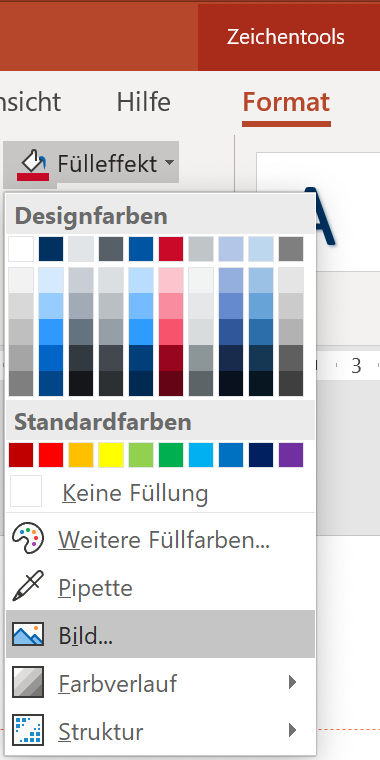 Zeichentools
nsicht Hilfe Format
Fülleffekt
A
Designfarben
3
Standardfarben
Keine Füllung
Weitere Füllfarben...
Pipette
Bild...
Farbverlauf
Struktur